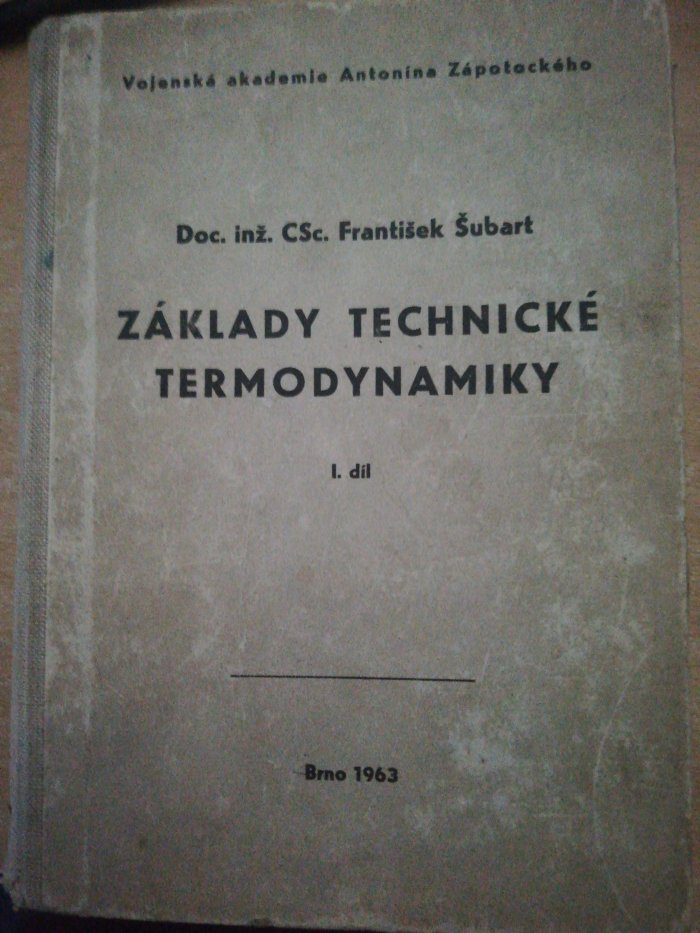 Vojenská akademie Antonína Zápotockého
Doc. inž. CSc. František Šubart
ZÁKLADY TECHNICKÉ
TERMODYNAMIKY
I. díl
Brno 1963